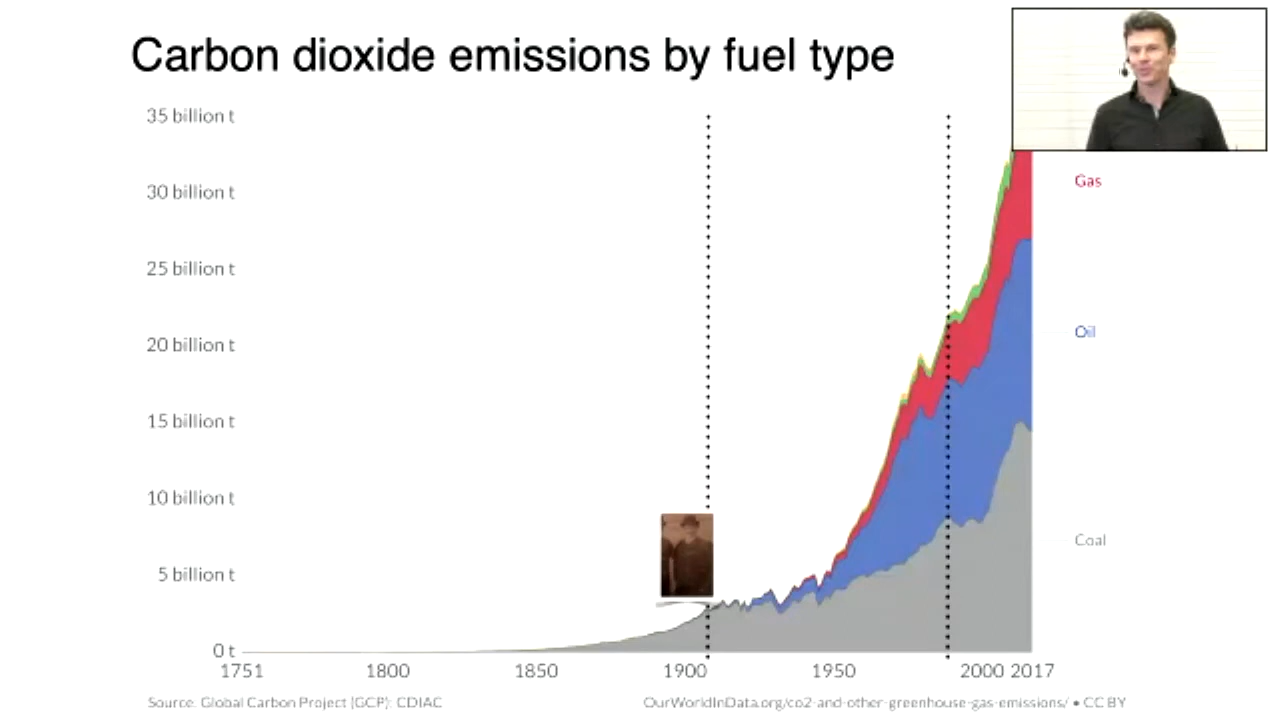 Carbon dioxide emissions by fuel type
35 billion t
30 billion t
25 billion t
20 billion t
15 billion t
10 billion t
5 billion t
0 t
Gas
Oil
Coal
1751 1800 1850 1900 1950 2000 2017
Source: Global Carbon Project (GCP); CDIAC
OurWorldInData.org/co2-and-other-greenhouse-gas-emissions/ • CC BY